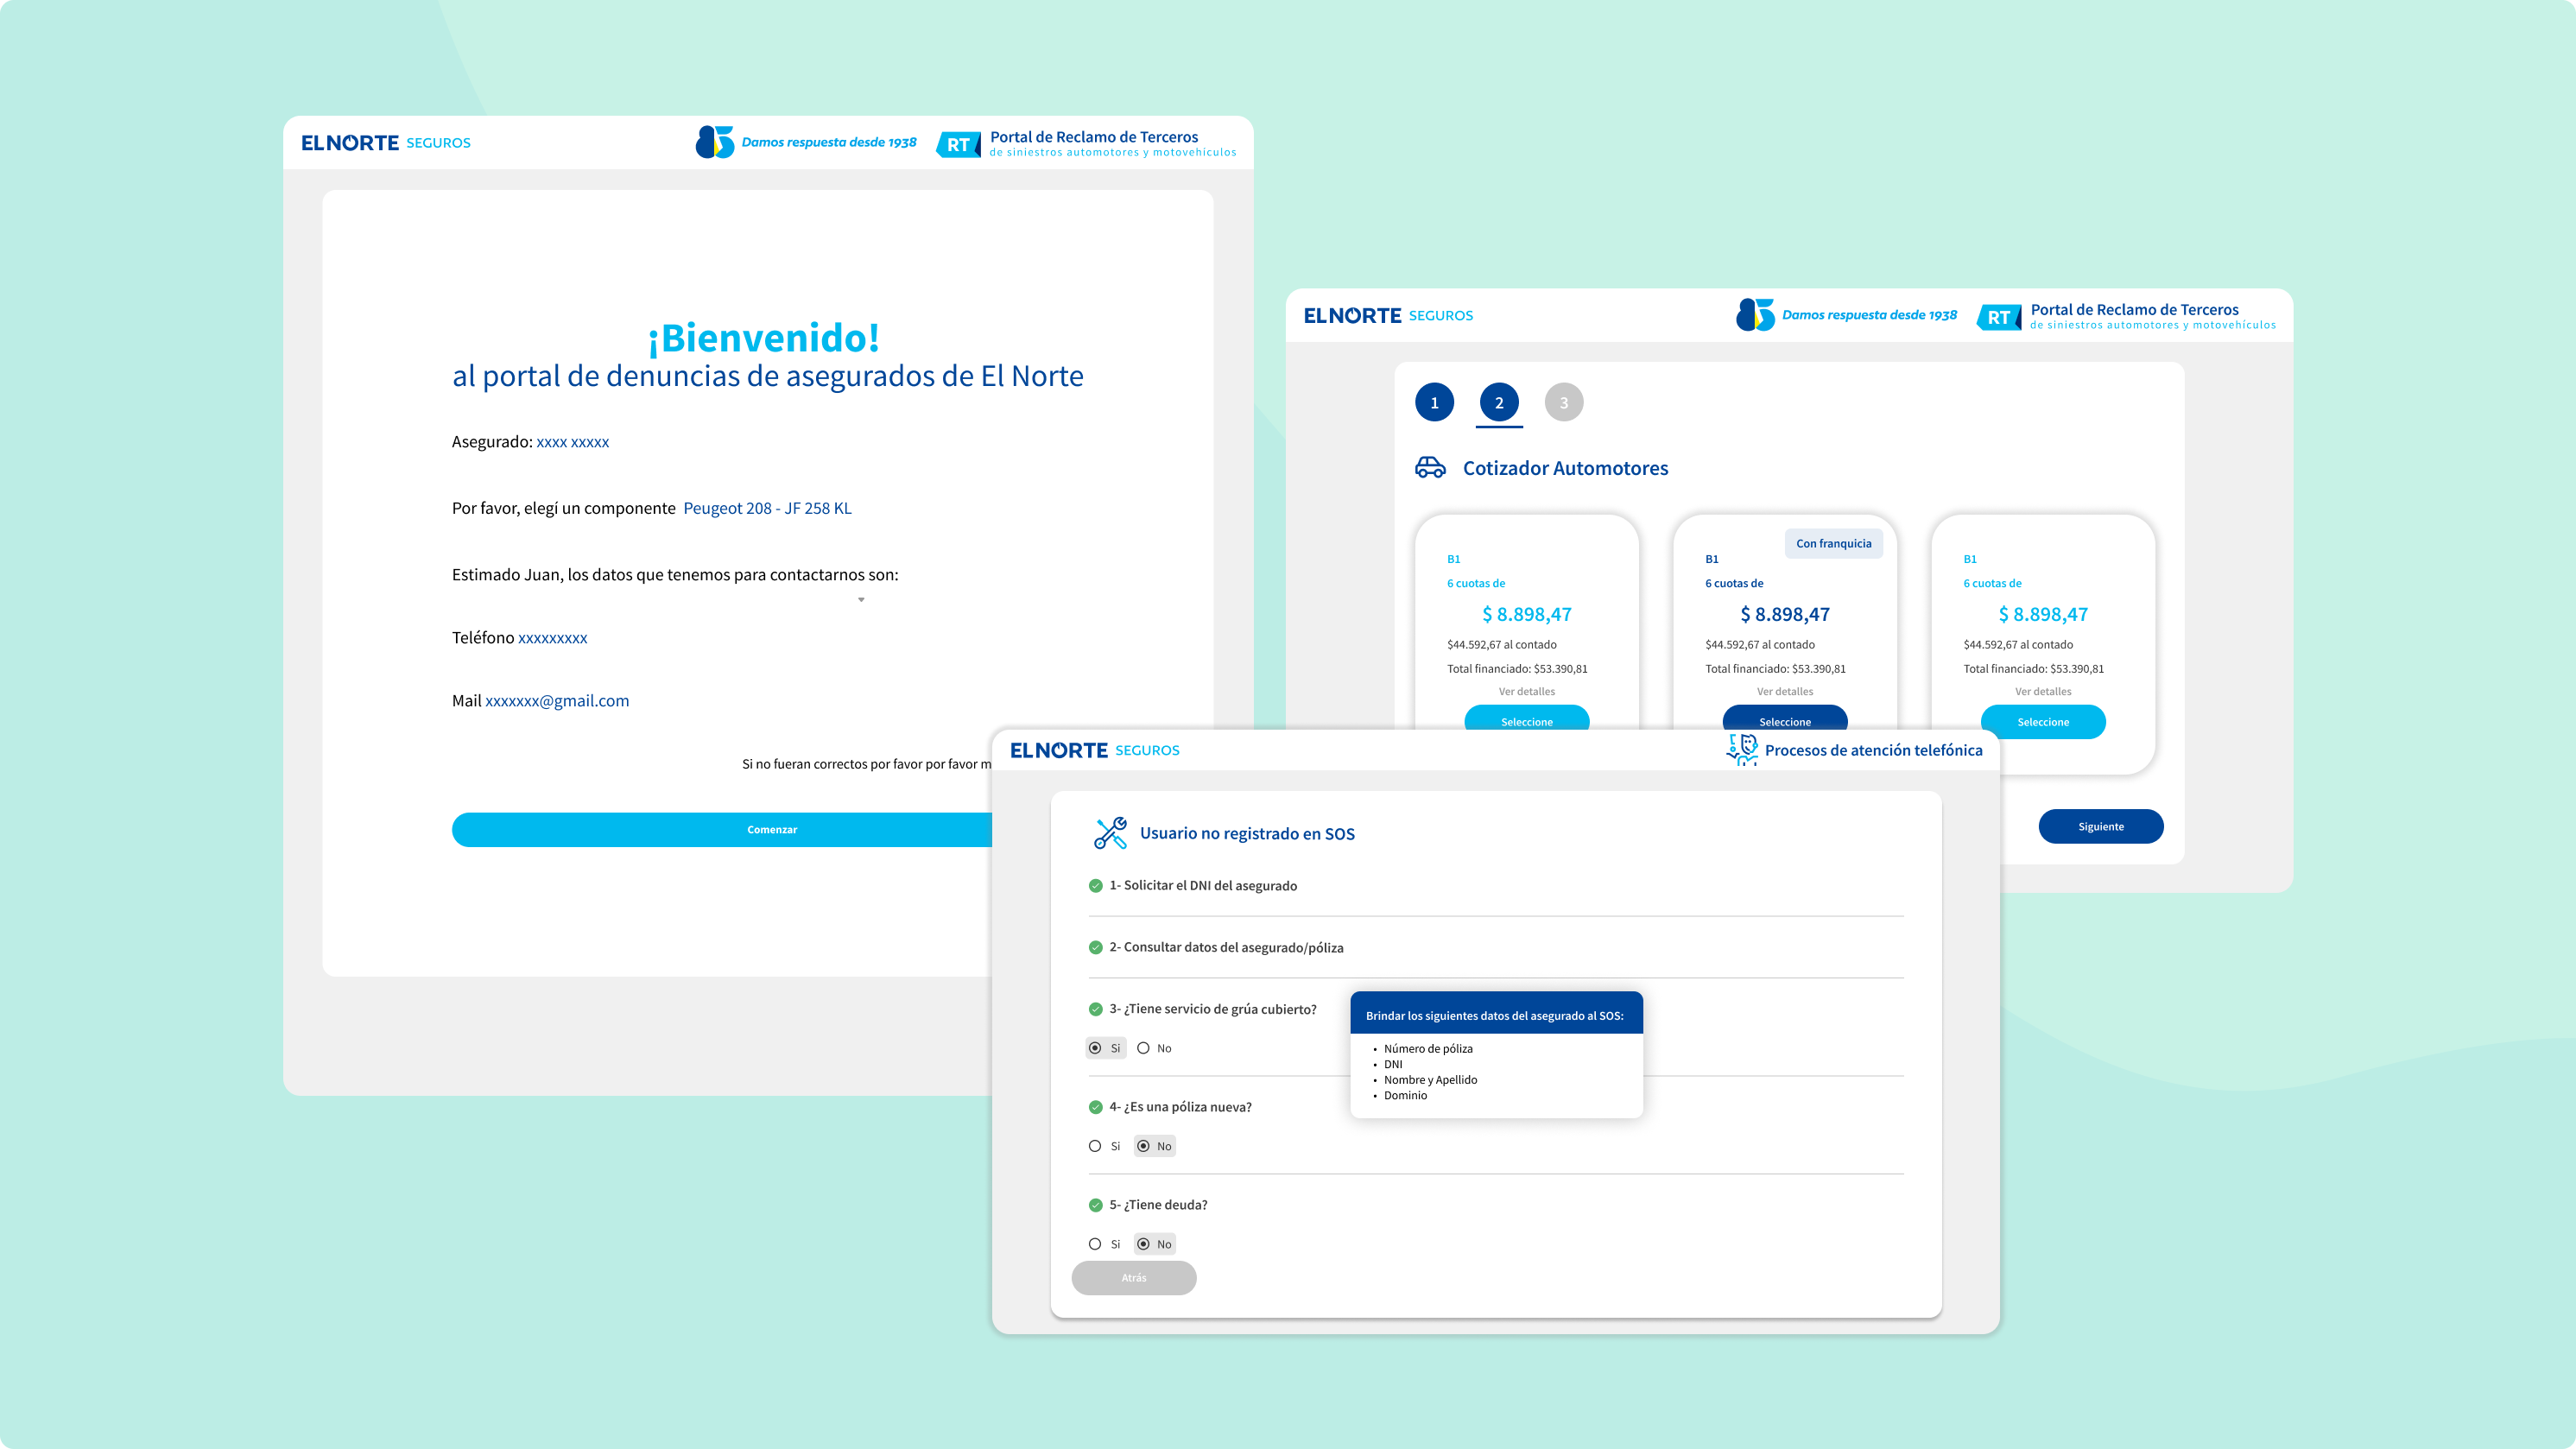 ELNORTE SEGUROS
85 Damos respuesta desde 1938
RT Portal de Reclamo de Terceros
de siniestros automotores y motovehículos
¡Bienvenido!
al portal de denuncias de asegurados de El Norte
Asegurado: xxxx xxxxx
Por favor, elegí un componente Peugeot 208 - JF 258 KL
Estimado Juan, los datos que tenemos para contactarnos son:
Teléfono xxxxxxxxx
Mail xxxxxxx@gmail.com
Si no fueran correctos por favor por favor m
Comenzar
ELNORTE SEGUROS
85 Damos respuesta desde 1938
RT Portal de Reclamo de Terceros
de siniestros automotores y motovehículos
1 2 3
Cotizador Automotores
B1
6 cuotas de
$ 8.898,47
$44.592,67 al contado
Total financiado: $53.390,81
Ver detalles
Seleccione
Con franquicia
B1
6 cuotas de
$ 8.898,47
$44.592,67 al contado
Total financiado: $53.390,81
Ver detalles
Seleccione
B1
6 cuotas de
$ 8.898,47
$44.592,67 al contado
Total financiado: $53.390,81
Ver detalles
Seleccione
Siguiente
ELNORTE SEGUROS
Procesos de atención telefónica
Usuario no registrado en SOS
1- Solicitar el DNI del asegurado
2- Consultar datos del asegurado/póliza
3- ¿Tiene servicio de grúa cubierto?
Si No
4- ¿Es una póliza nueva?
Si No
5- ¿Tiene deuda?
Si No
Atrás
Brindar los siguientes datos del asegurado al SOS:
• Número de póliza
• DNI
• Nombre y Apellido
• Dominio